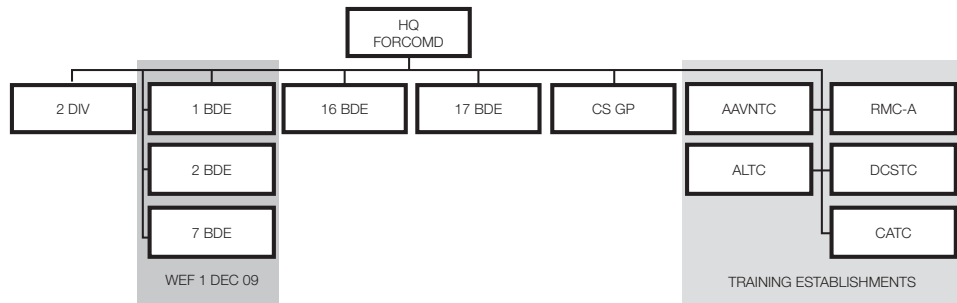 HQ
FORCOMD
2 DIV
1 BDE
16 BDE
17 BDE
CS GP
AAVNTC
RMC-A
2 BDE
ALTC
DCSTC
7 BDE
CATC
WEF 1 DEC 09
TRAINING ESTABLISHMENTS